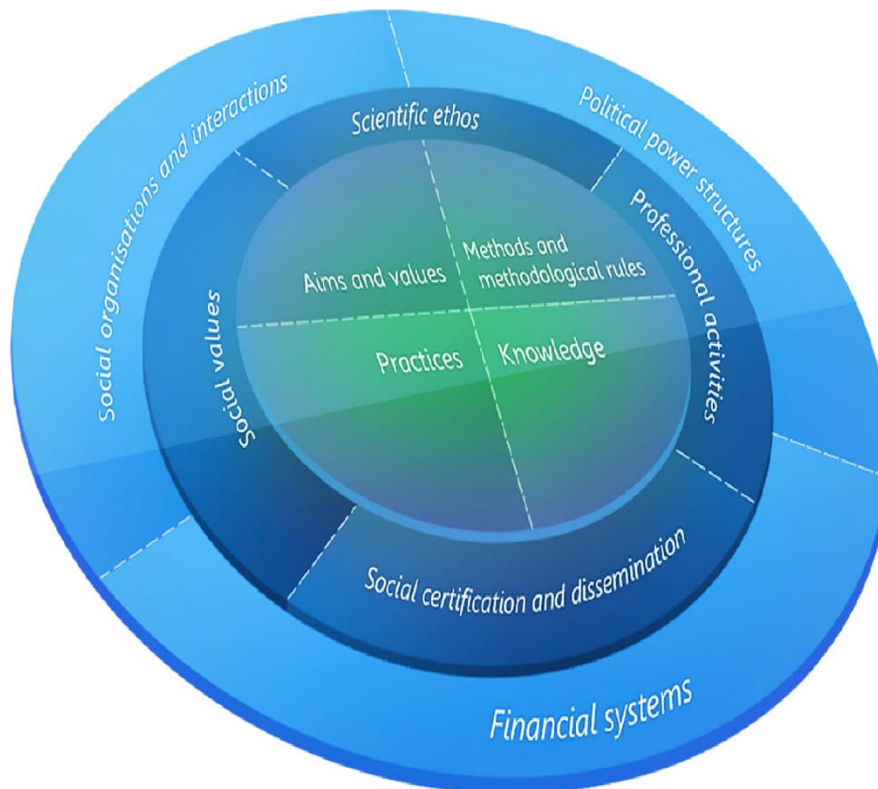 Political power structures
Social organisations and interactions
Scientific ethos
Professional activities
Aims and values
Methods and
methodological rules
Social values
Practices
Knowledge
Social certification and dissemination
Financial systems